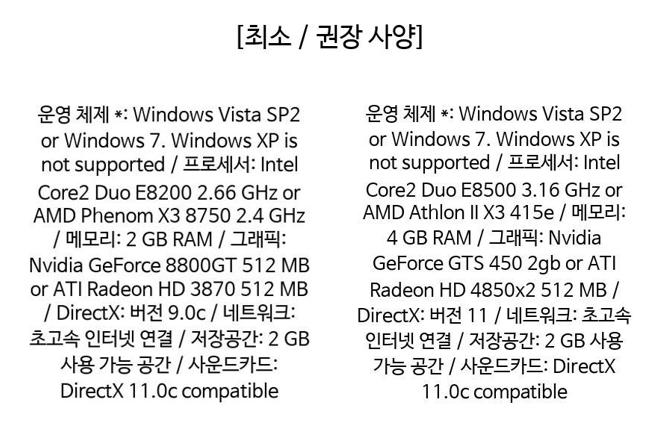 [최소 / 권장 사양]
운영 체제 *: Windows Vista SP2
or Windows 7. Windows XP is
not supported / 프로세서: Intel
Core2 Duo E8200 2.66 GHz or
AMD Phenom X3 8750 2.4 GHz
/ 메모리: 2 GB RAM / 그래픽:
Nvidia GeForce 8800GT 512 MB
or ATI Radeon HD 3870 512 MB
/ DirectX: 버전 9.0c / 네트워크:
초고속 인터넷 연결 / 저장공간: 2 GB
사용 가능 공간 / 사운드카드:
DirectX 11.0c compatible
운영 체제 *: Windows Vista SP2
or Windows 7. Windows XP is
not supported / 프로세서: Intel
Core2 Duo E8500 3.16 GHz or
AMD Athlon II X3 415e / 메모리:
4 GB RAM / 그래픽: Nvidia
GeForce GTS 450 2gb or ATI
Radeon HD 4850x2 512 MB /
DirectX: 버전 11 / 네트워크: 초고속
인터넷 연결 / 저장공간: 2 GB 사용
가능 공간 / 사운드카드: DirectX
11.0c compatible